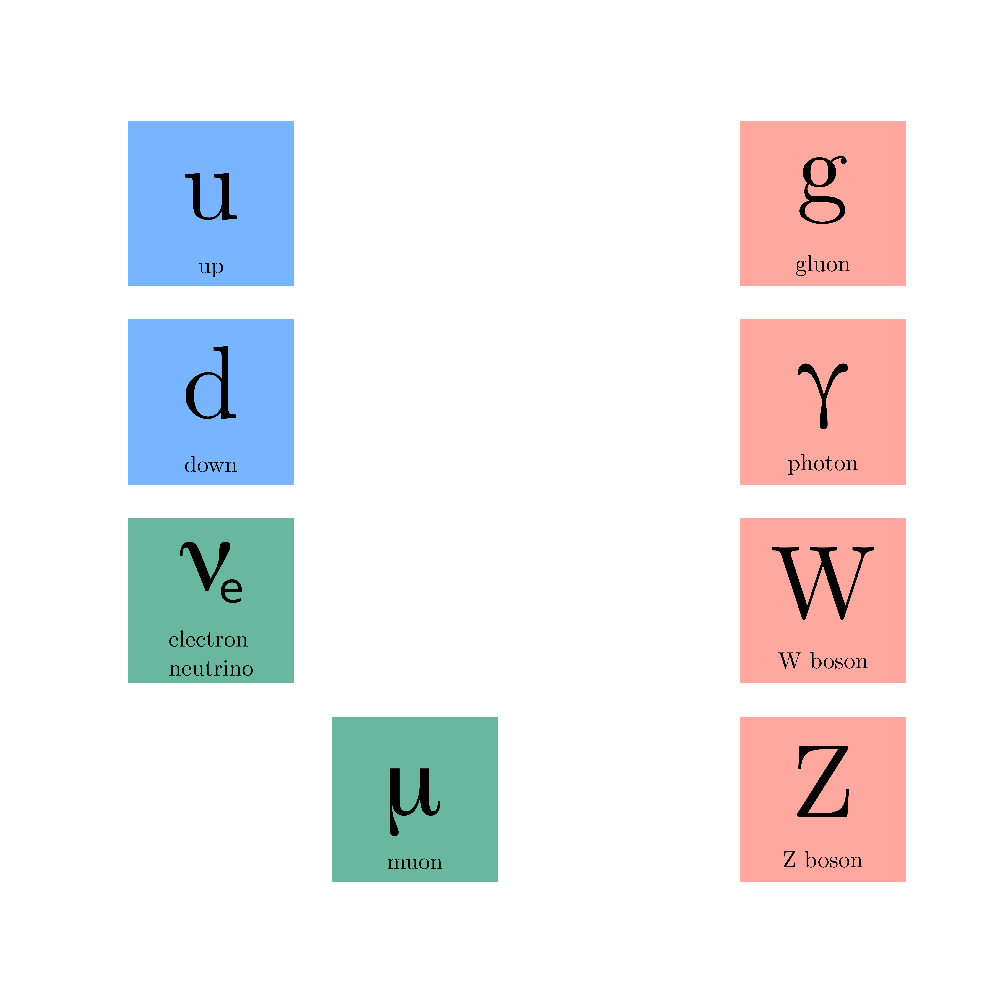 u
up
g
gluon
d
down
γ
photon
νe
electron
neutrino
W
W boson
μ
muon
Z
Z boson